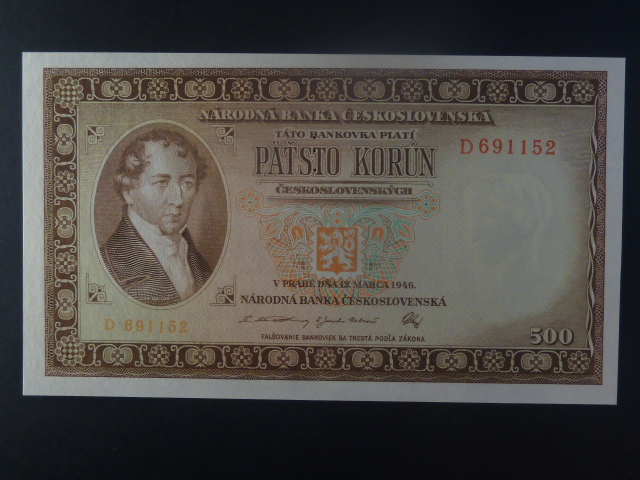 NÁRODNÁ BANKA ČESKOSLOVENSKÁ
TÁTO BANKOVKA PLATÍ
PÄŤSTO KORÚN
ČESKOSLOVENSKÝCH
D 691152
V PRAHE DŇA 12. MARCA 1946.
NÁRODNÁ BANKA ČESKOSLOVENSKÁ
D 691152
FALŠOVANIE BANKOVIEK SA TRESTÁ PODĽA ZÁKONA
500